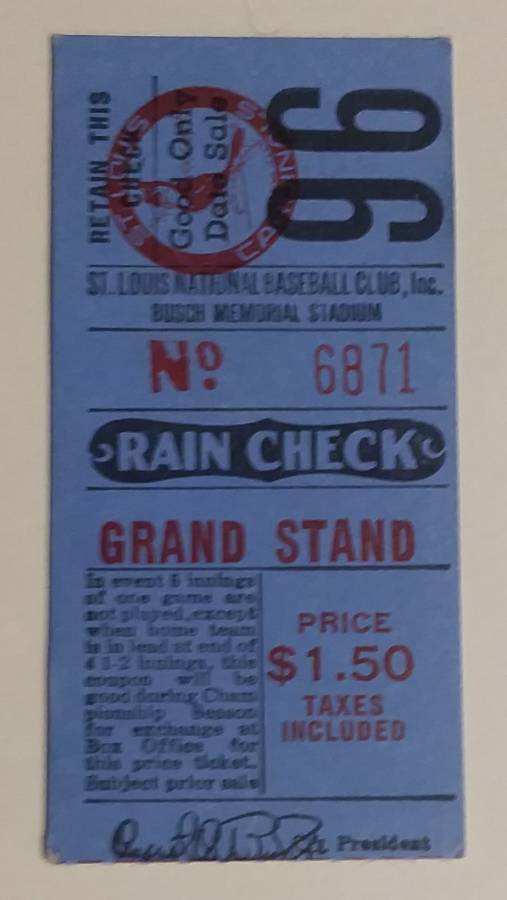 RETAIN THIS
CHECK
Good Only
Date Sale
96
ST. LOUIS
CARDINALS
ST. LOUIS NATIONAL BASEBALL CLUB, Inc.
BUSCH MEMORIAL STADIUM
No 6871
RAIN CHECK
GRAND STAND
In event 5 innings
of one game are
not played, except
when home team
is in lead at end of
4 1-2 innings, this
coupon will be
good during Cham
pionship Season
for exchange at
Box Office for
this price ticket.
Subject prior sale
PRICE
$1.50
TAXES
INCLUDED
President